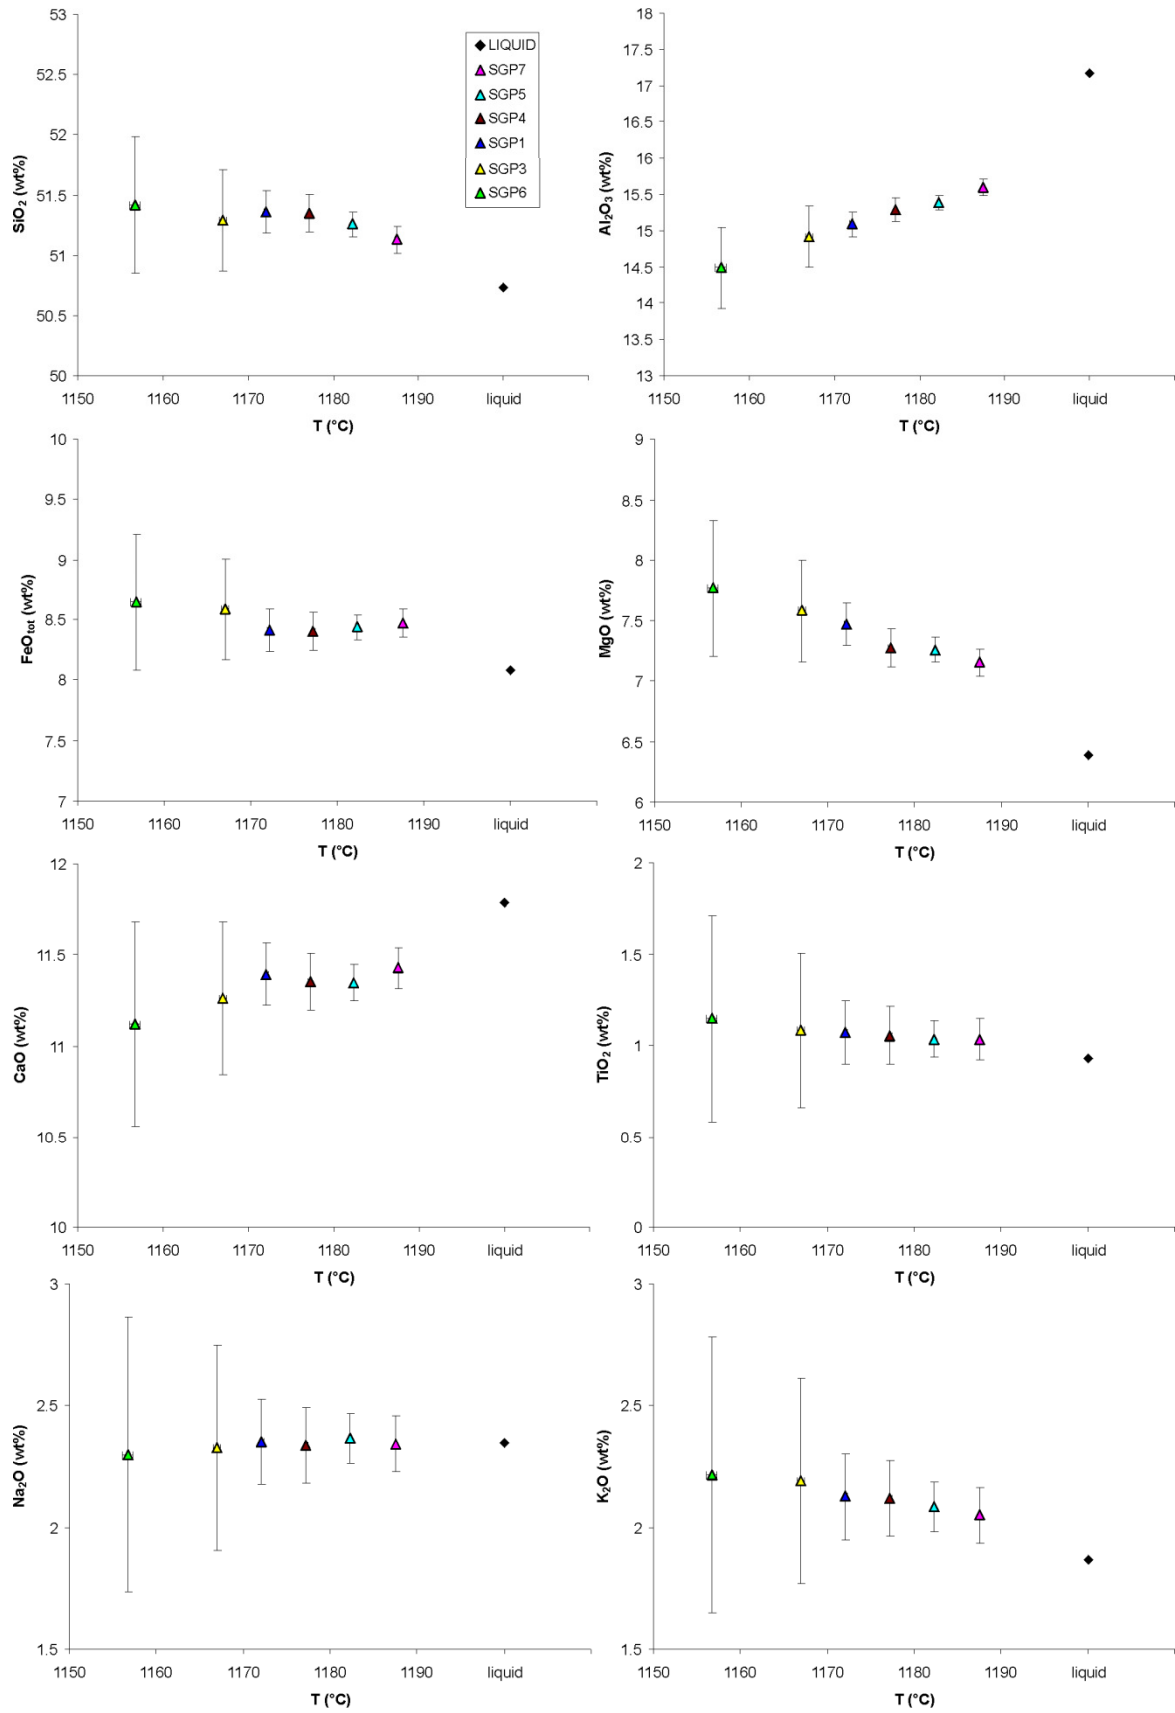 53
52.5
52
51.5
51
50.5
50
SiO₂ (wt%)
LIQUID
SGP7
SGP5
SGP4
SGP1
SGP3
SGP6
1150 1160 1170 1180 1190 liquid
T (°C)
18
17.5
17
16.5
16
15.5
15
14.5
14
13.5
13
Al₂O₃ (wt%)
1150 1160 1170 1180 1190 liquid
T (°C)
10
9.5
9
8.5
8
7.5
7
FeOtot (wt%)
1150 1160 1170 1180 1190 liquid
T (°C)
9
8.5
8
7.5
7
6.5
6
MgO (wt%)
1150 1160 1170 1180 1190 liquid
T (°C)
12
11.5
11
10.5
10
CaO (wt%)
1150 1160 1170 1180 1190 liquid
T (°C)
2
1.5
1
0.5
0
TiO₂ (wt%)
1150 1160 1170 1180 1190 liquid
T (°C)
3
2.5
2
1.5
Na₂O (wt%)
1150 1160 1170 1180 1190 liquid
T (°C)
3
2.5
2
1.5
K₂O (wt%)
1150 1160 1170 1180 1190 liquid
T (°C)